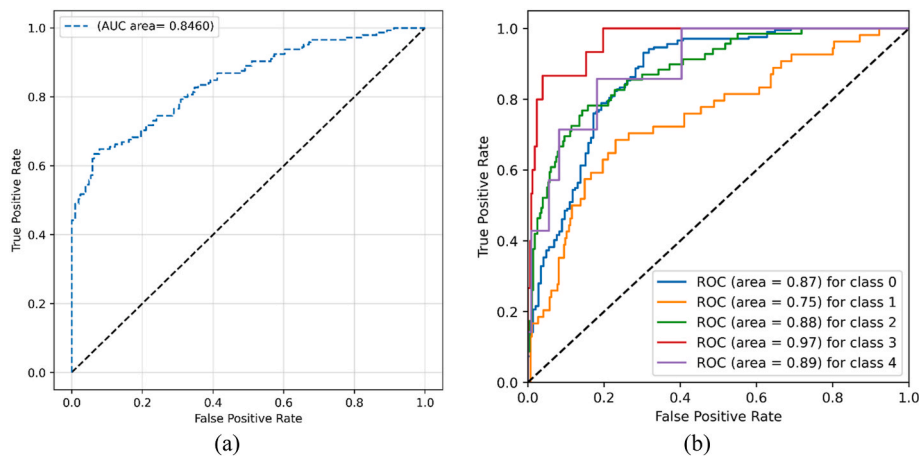 (AUC area= 0.8460)
True Positive Rate
1.0
0.8
0.6
0.4
0.2
0.0
0.0 0.2 0.4 0.6 0.8 1.0
False Positive Rate
(a)
True Positive Rate
1.0
0.8
0.6
0.4
0.2
0.0
ROC (area = 0.87) for class 0
ROC (area = 0.75) for class 1
ROC (area = 0.88) for class 2
ROC (area = 0.97) for class 3
ROC (area = 0.89) for class 4
0.0 0.2 0.4 0.6 0.8 1.0
False Positive Rate
(b)